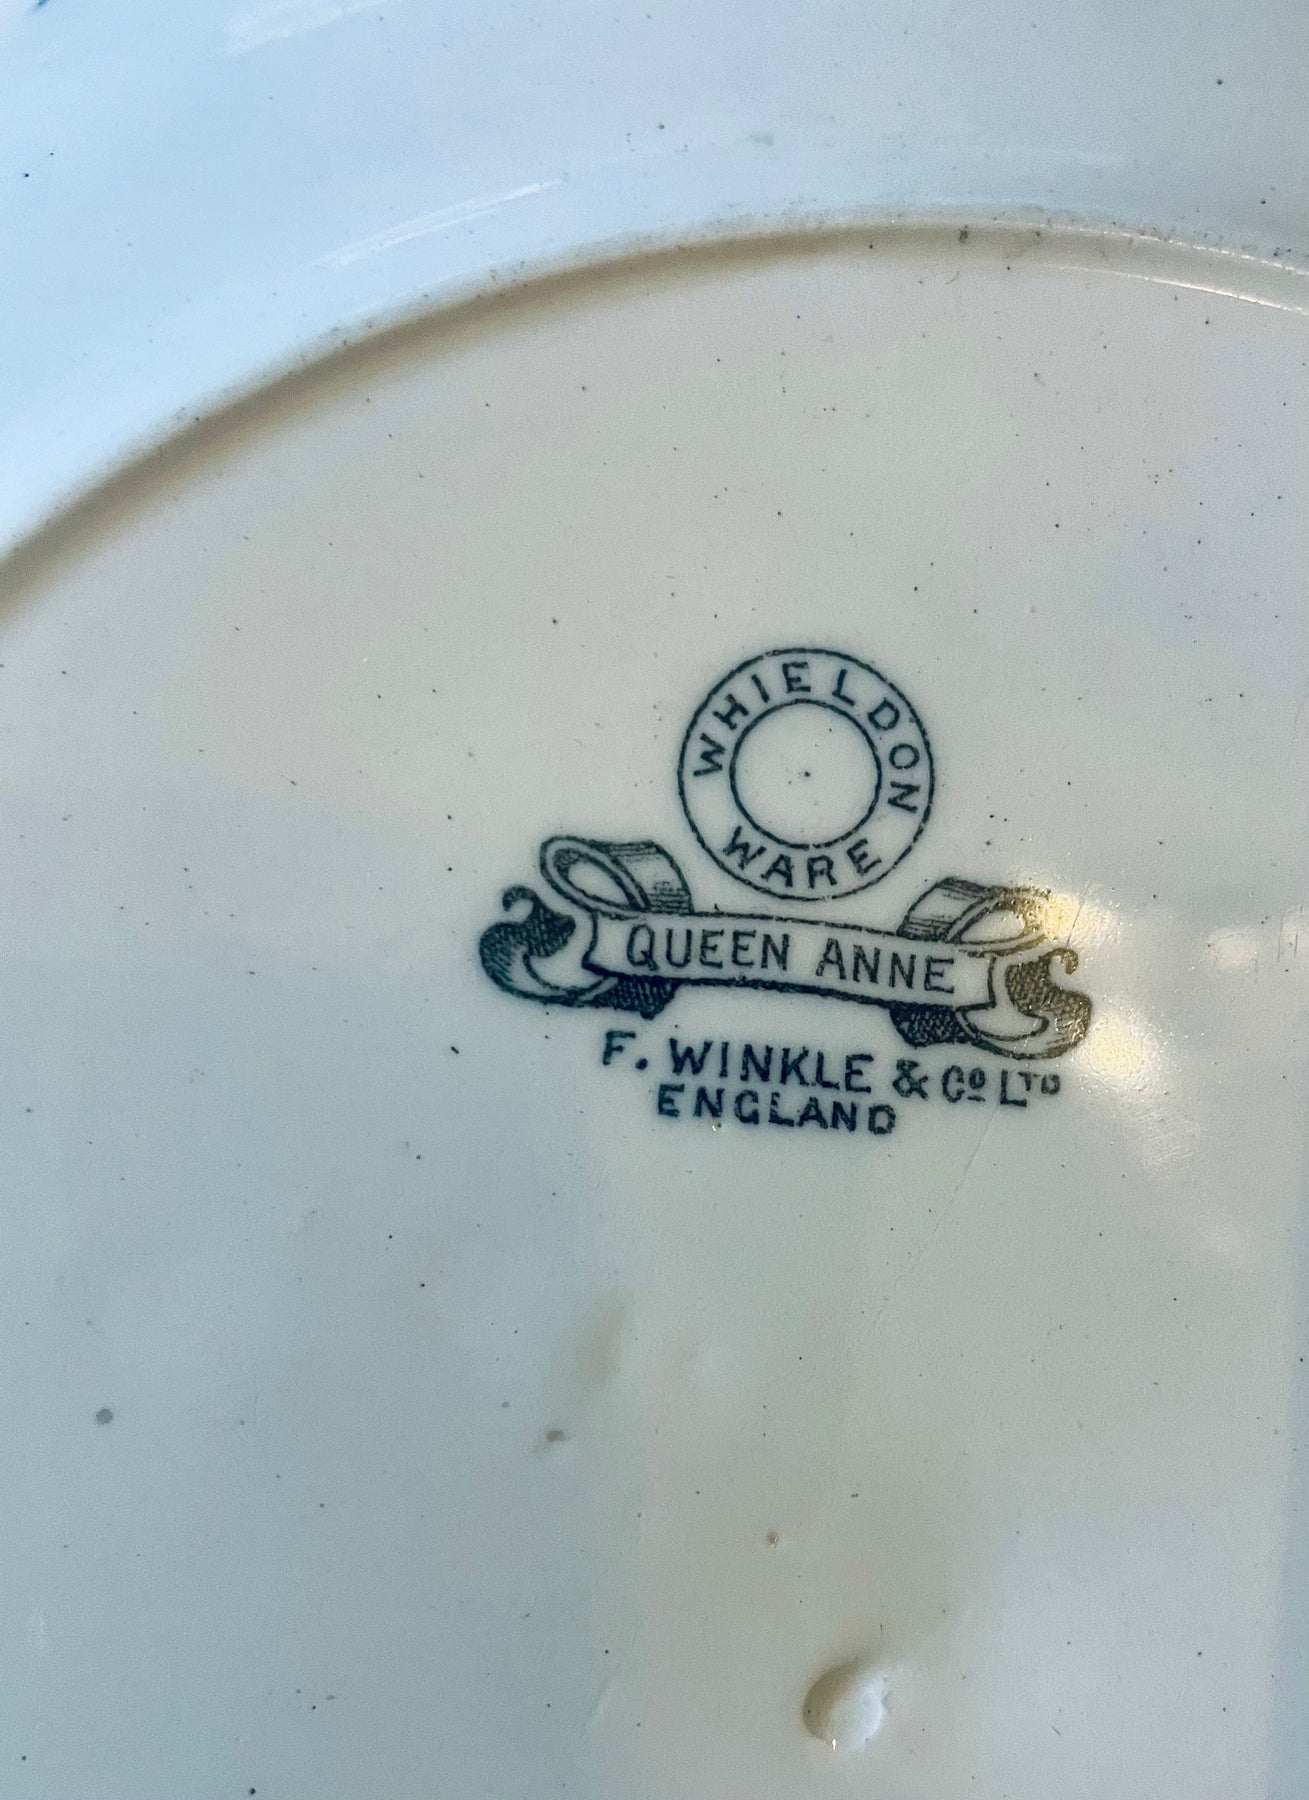 WHIELDON
WARE
QUEEN ANNE
F. WINKLE & Cº LTD
ENGLAND